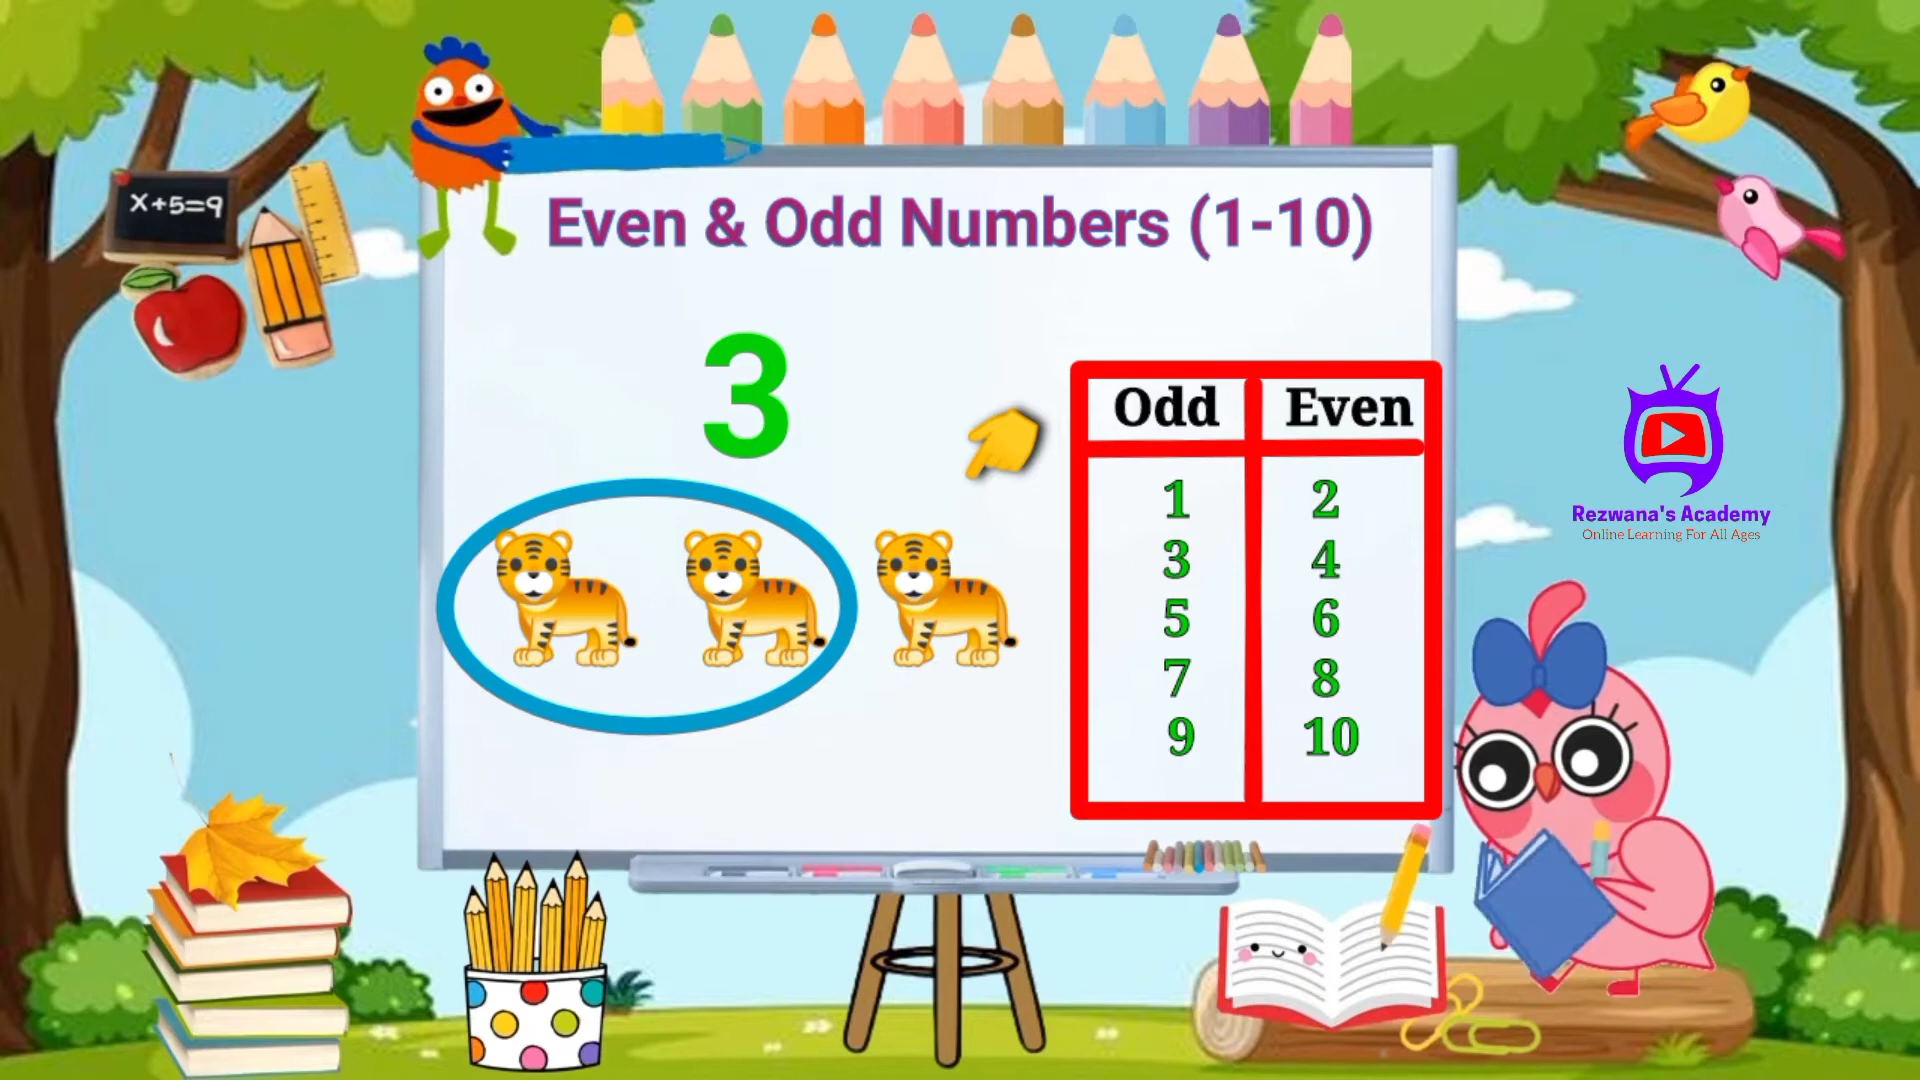 x+5=9
Even & Odd Numbers (1-10)
3
Odd Even
1 2
3 4
5 6
7 8
9 10
Rezwana's Academy
Online Learning For All Ages